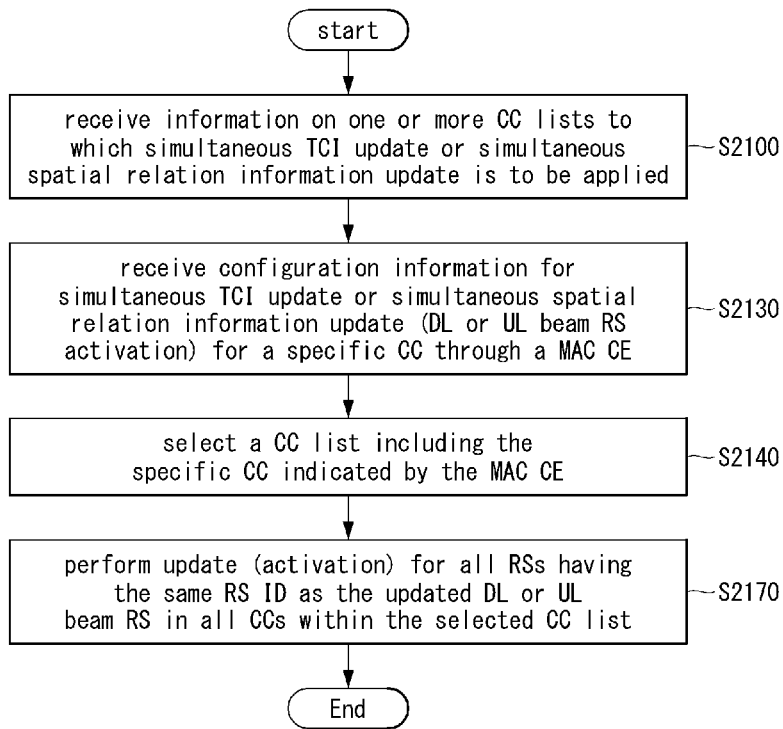 start
receive information on one or more CC lists to
which simultaneous TCI update or simultaneous
spatial relation information update is to be applied
S2100
receive configuration information for
simultaneous TCI update or simultaneous spatial
relation information update (DL or UL beam RS
activation) for a specific CC through a MAC CE
S2130
select a CC list including the
specific CC indicated by the MAC CE
S2140
perform update (activation) for all RSs having
the same RS ID as the updated DL or UL
beam RS in all CCs within the selected CC list
S2170
End